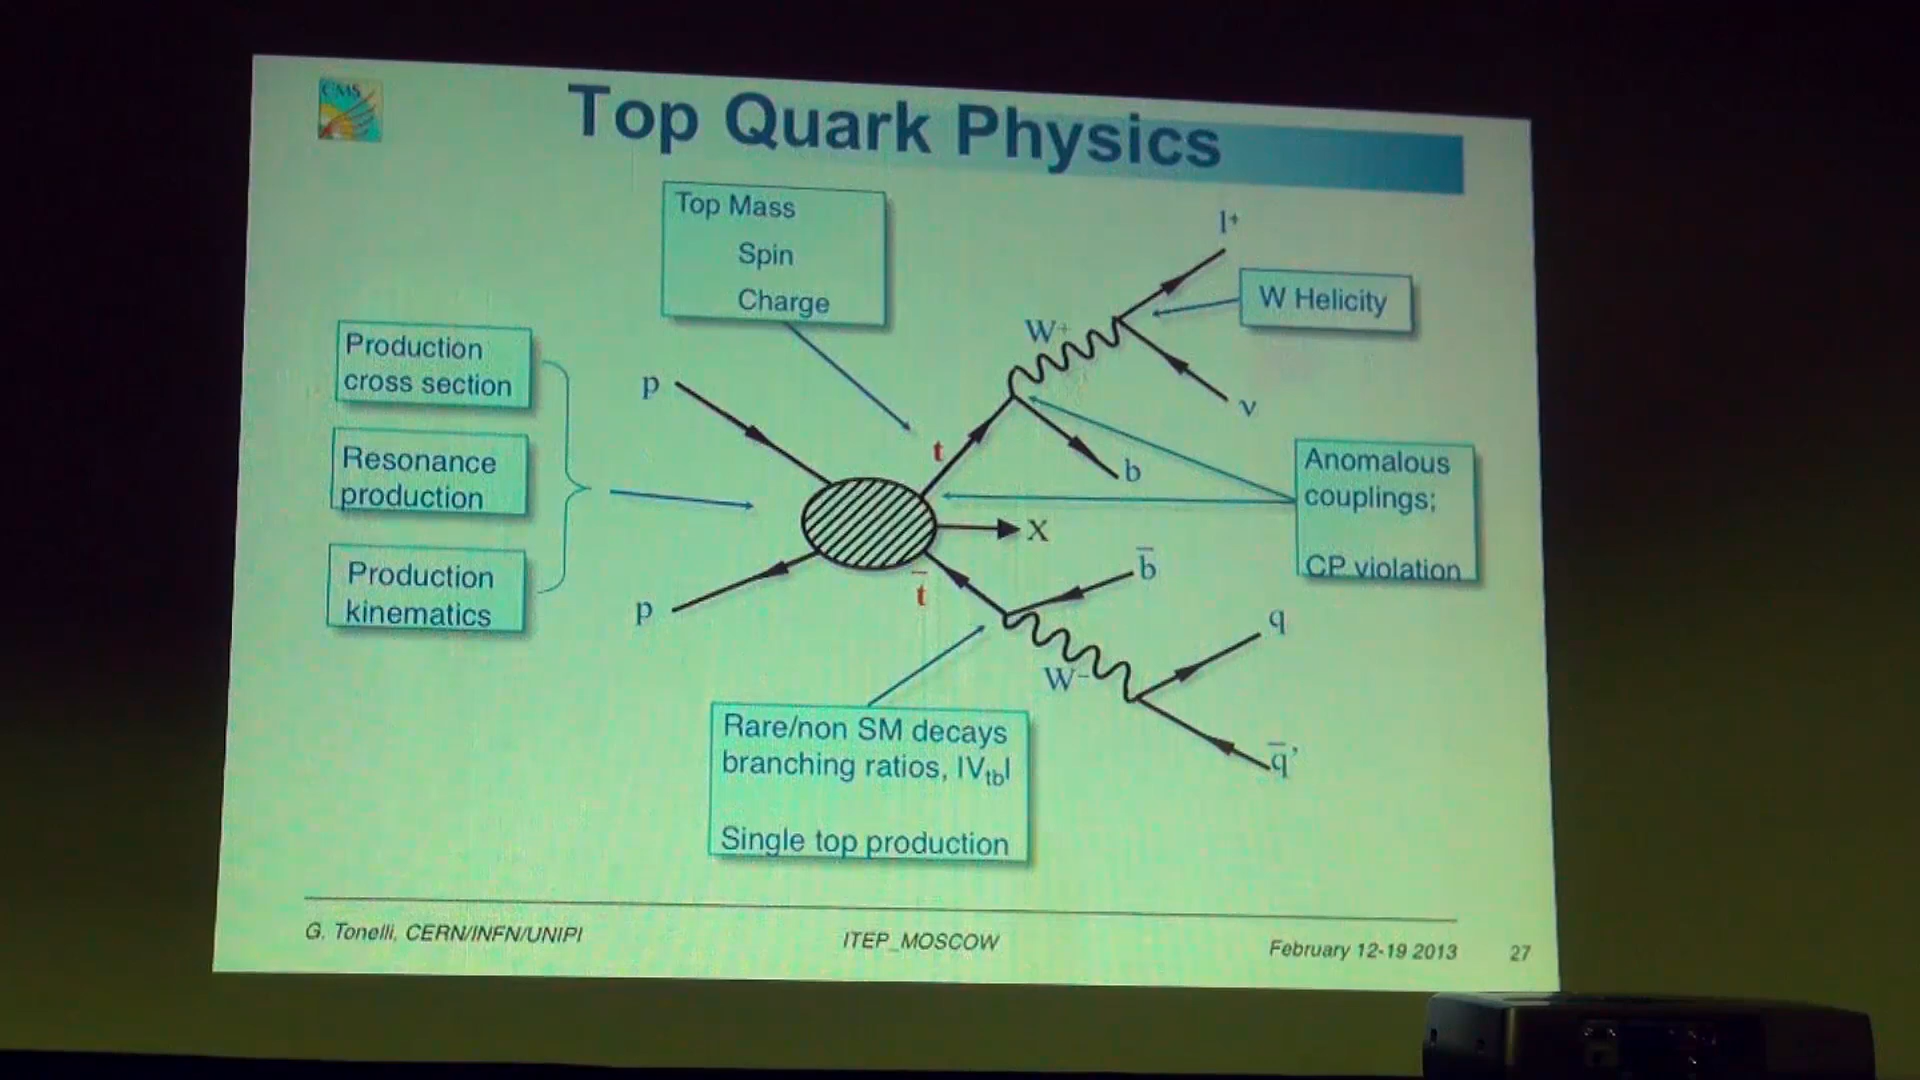 CMS
Top Quark Physics
Top Mass
Spin
Charge
l+
W Helicity
W+
ν
Production
cross section
p
Resonance
production
t
b
Anomalous
couplings;
CP violation
X
Production
kinematics
p
t̄
b̄
q
W-
q̄'
Rare/non SM decays
branching ratios, |Vtb|
Single top production
G. Tonelli, CERN/INFN/UNIPI
ITEP_MOSCOW
February 12-19 2013
27